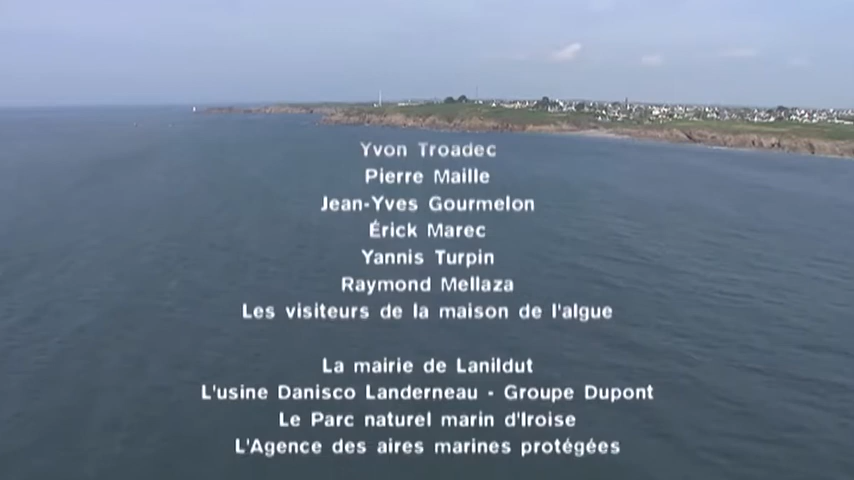 Yvon Troadec
Pierre Maille
Jean-Yves Gourmelon
Érick Marec
Yannis Turpin
Raymond Mellaza
Les visiteurs de la maison de l'algue
La mairie de Lanildut
L'usine Danisco Landerneau - Groupe Dupont
Le Parc naturel marin d'Iroise
L'Agence des aires marines protégées